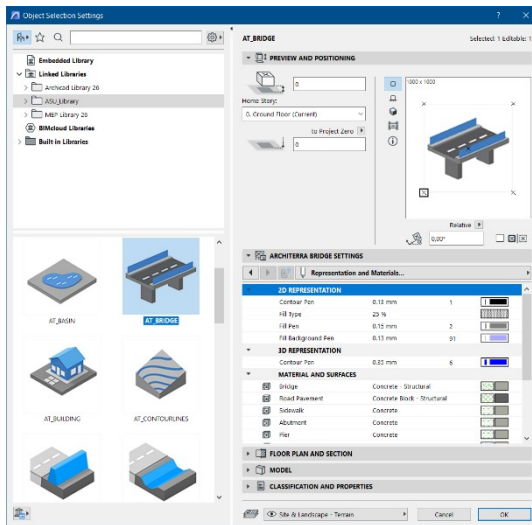 Object Selection Settings
Embedded Library
Linked Libraries
Archicad Library 26
ASU_Library
MEP Library 26
BIMcloud Libraries
Built in Libraries
AT_BASIN
AT_BRIDGE
AT_BUILDING
AT_CONTOURLINES
AT_BRIDGE
Selected: 1 Editable: 1
PREVIEW AND POSITIONING
0
Home Story:
0. Ground Floor (Current)
to Project Zero
0
1000 x 1000
Relative
0,00°
ARCHITERRA BRIDGE SETTINGS
Representation and Materials...
2D REPRESENTATION
Contour Pen 0.18 mm 1
Fill Type 25 %
Fill Pen 0.15 mm 2
Fill Background Pen 0.13 mm 91
3D REPRESENTATION
Contour Pen 0.35 mm 6
MATERIAL AND SURFACES
Bridge Concrete - Structural
Road Pavement Concrete Block - Structural
Sidewalk Concrete
Abutment Concrete
Pier Concrete
FLOOR PLAN AND SECTION
MODEL
CLASSIFICATION AND PROPERTIES
Site & Landscape - Terrain
Cancel
OK